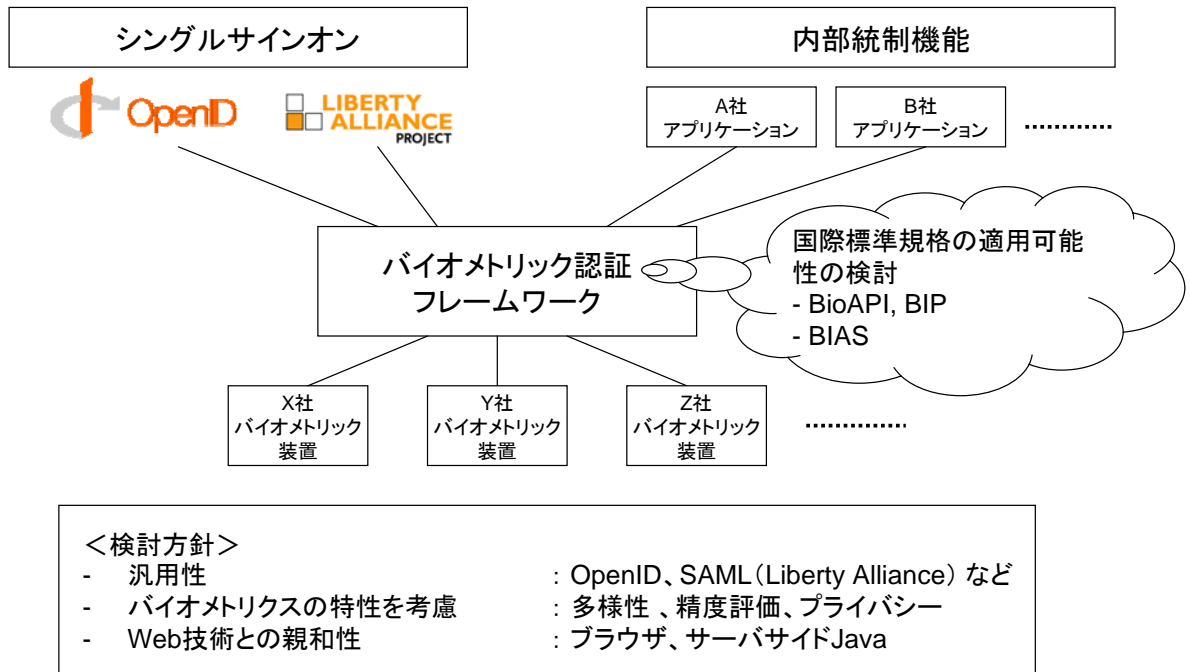 シングルサインオン
内部統制機能
OpenID
LIBERTY
ALLIANCE
PROJECT
A社
アプリケーション
B社
アプリケーション
バイオメトリック認証
フレームワーク
国際標準規格の適用可能
性の検討
- BioAPI, BIP
- BIAS
X社
バイオメトリック
装置
Y社
バイオメトリック
装置
Z社
バイオメトリック
装置
＜検討方針＞
- 汎用性 : OpenID、SAML（Liberty Alliance）など
- バイオメトリクスの特性を考慮 : 多様性 、精度評価、プライバシー
- Web技術との親和性 : ブラウザ、サーバサイドJava